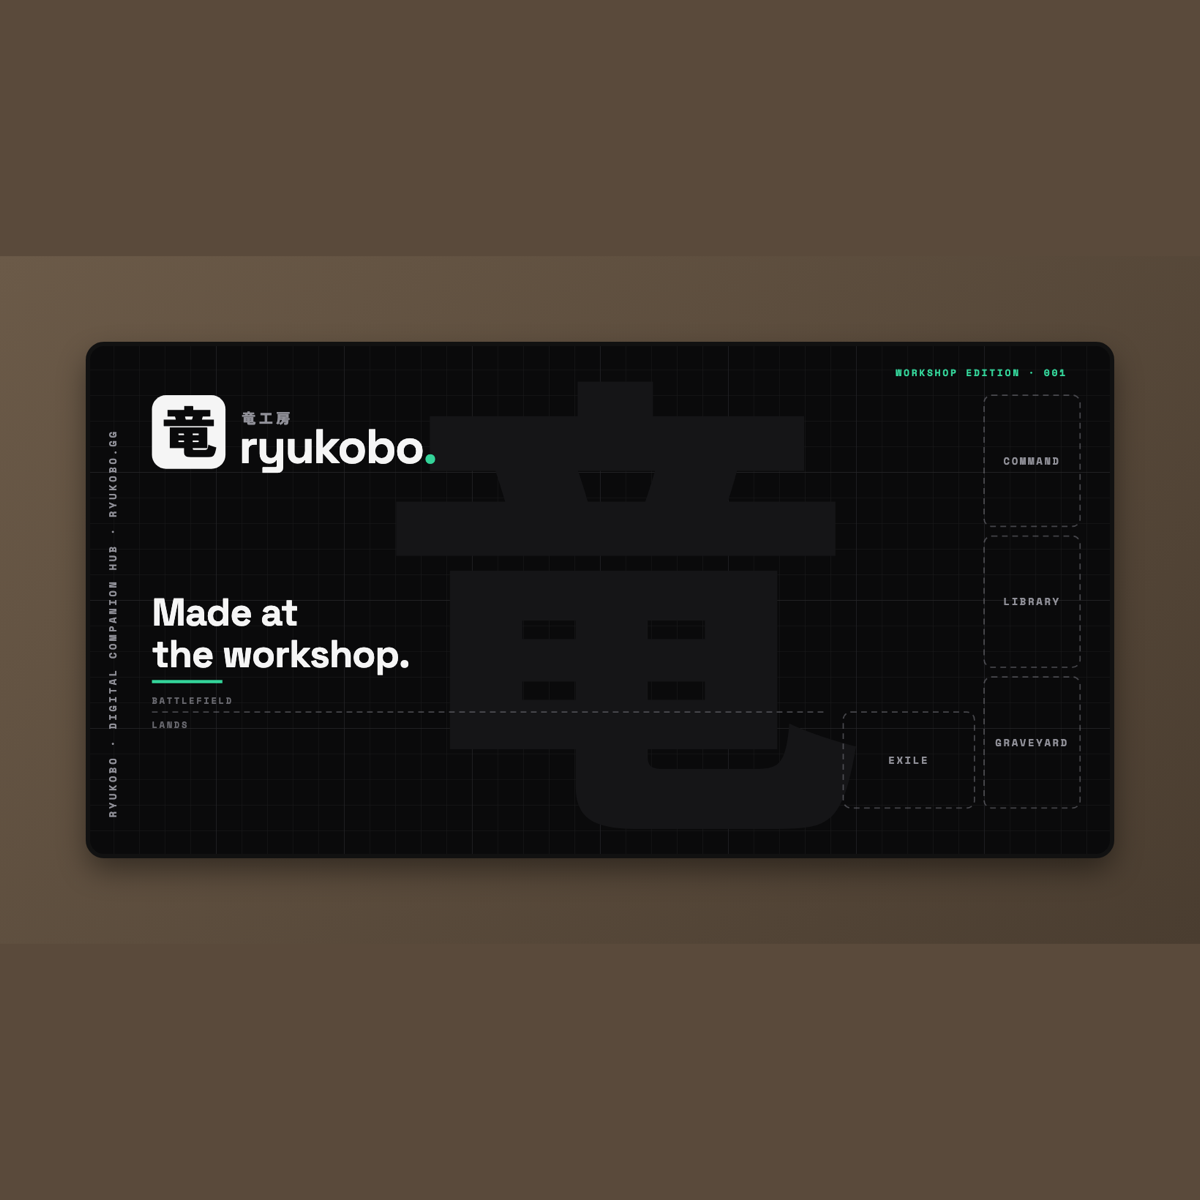 WORKSHOP EDITION · 001
竜
竜工房
ryukobo.
RYUKOBO · DIGITAL COMPANION HUB · RYUKOBO.GG
竜
COMMAND
LIBRARY
Made at
the workshop.
BATTLEFIELD
LANDS
EXILE
GRAVEYARD